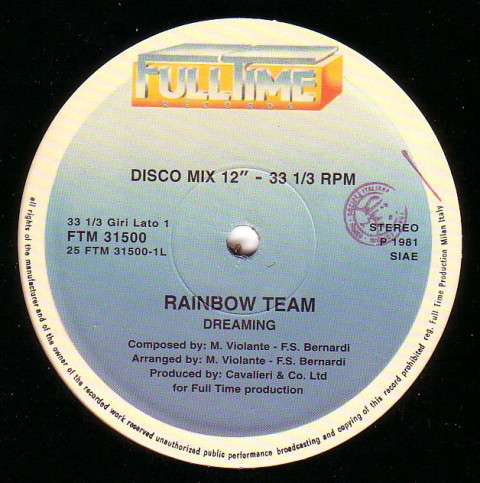 FULLTIME
RECORDS
DISCO MIX 12" - 33 1/3 RPM
33 1/3 Giri Lato 1
FTM 31500
25 FTM 31500-1L
STEREO
P 1981
SIAE
RAINBOW TEAM
DREAMING
Composed by: M. Violante - F.S. Bernardi
Arranged by: M. Violante - F.S. Bernardi
Produced by: Cavalieri & Co. Ltd
for Full Time production
all rights of the manufacturer and of the owner of the recorded work reserved unauthorized public performance broadcasting and copying of this record prohibited reg. Full Time Production Milan Italy